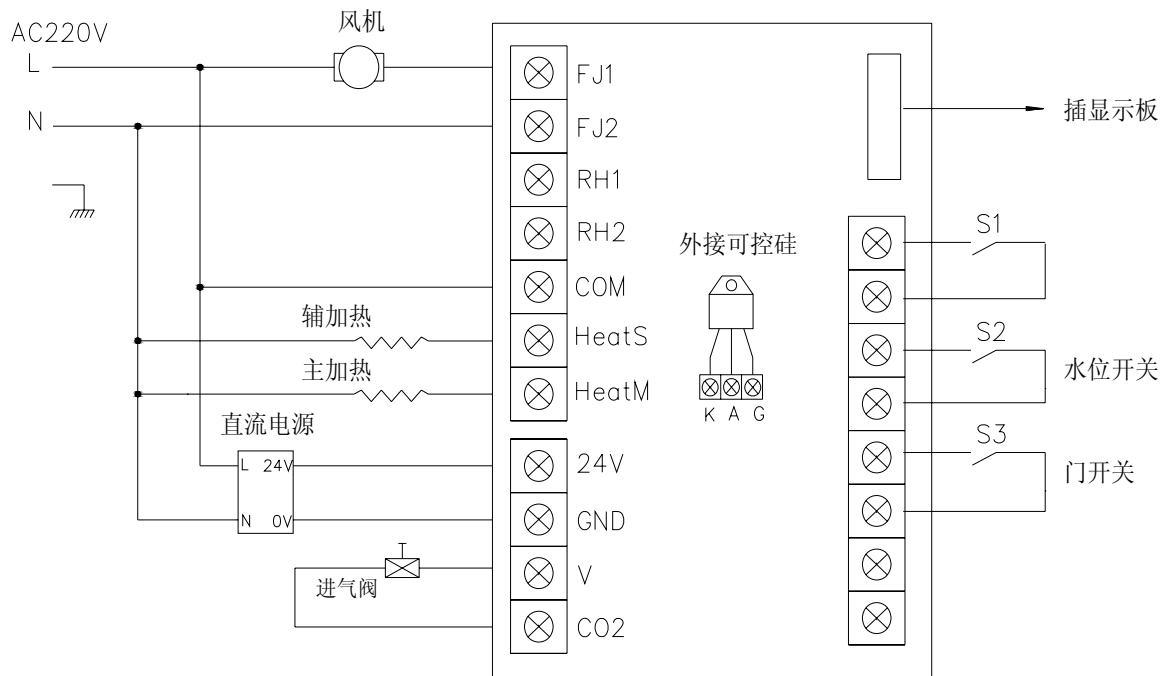 AC220V
L
N
风机
辅加热
主加热
直流电源
L 24V
N 0V
进气阀
FJ1
FJ2
RH1
RH2
COM
HeatS
HeatM
24V
GND
V
CO2
外接可控硅
K A G
插显示板
S1
S2
水位开关
S3
门开关